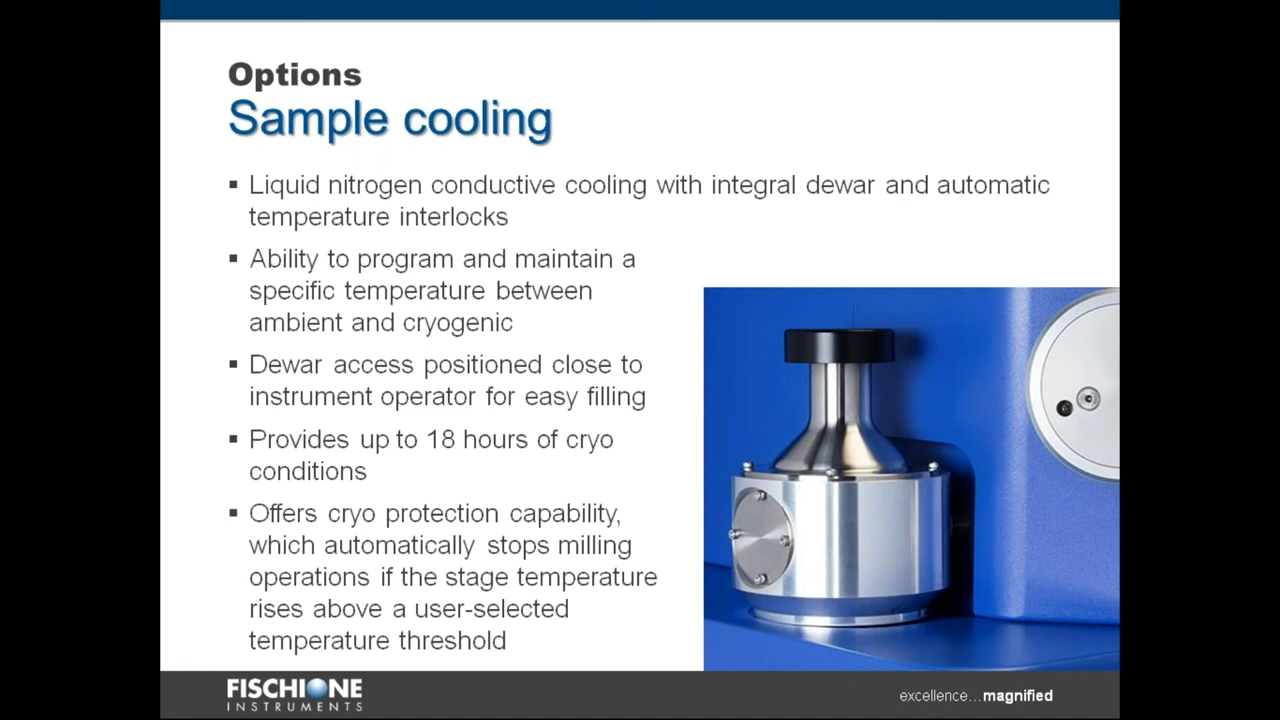 Options
Sample cooling
▪ Liquid nitrogen conductive cooling with integral dewar and automatic
temperature interlocks
▪ Ability to program and maintain a
specific temperature between
ambient and cryogenic
▪ Dewar access positioned close to
instrument operator for easy filling
▪ Provides up to 18 hours of cryo
conditions
▪ Offers cryo protection capability,
which automatically stops milling
operations if the stage temperature
rises above a user-selected
temperature threshold
FISCHIONE
INSTRUMENTS
excellence...magnified